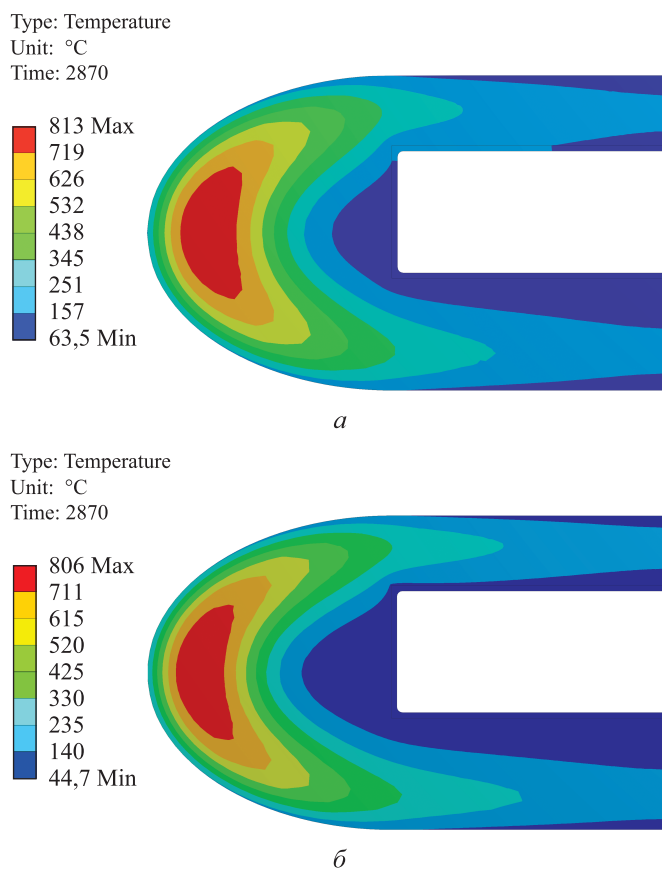 Type: Temperature
Unit: °C
Time: 2870
813 Max
719
626
532
438
345
251
157
63,5 Min
а
Type: Temperature
Unit: °C
Time: 2870
806 Max
711
615
520
425
330
235
140
44,7 Min
б